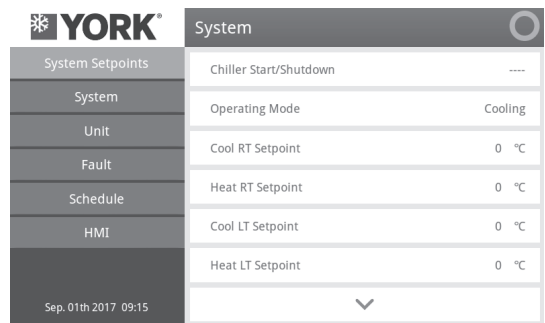 YORK®
System Setpoints
System
Unit
Fault
Schedule
HMI
Sep. 01th 2017 09:15
System
Chiller Start/Shutdown ----
Operating Mode Cooling
Cool RT Setpoint 0 ℃
Heat RT Setpoint 0 ℃
Cool LT Setpoint 0 ℃
Heat LT Setpoint 0 ℃